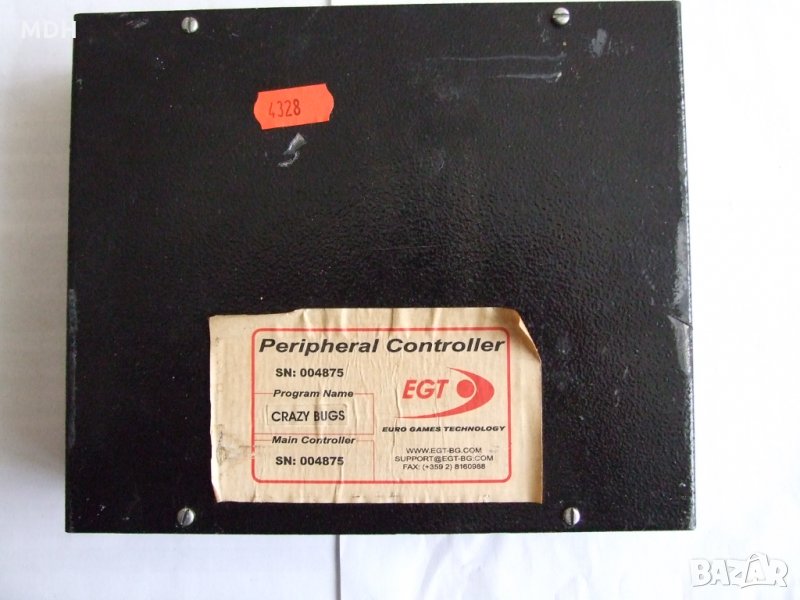 MDH
4328
Peripheral Controller
SN: 004875
Program Name
CRAZY BUGS
Main Controller
SN: 004875
EGT
EURO GAMES TECHNOLOGY
WWW.EGT-BG.COM
SUPPORT@EGT-BG.COM
FAX: (+359 2) 8160988
BAZAR